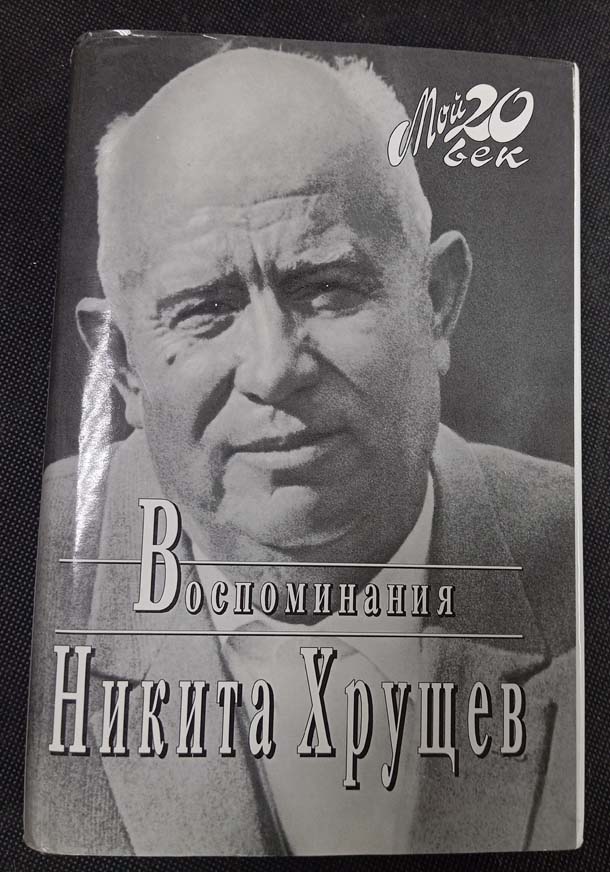 Мой 20
век
Воспоминания
Никита Хрущев